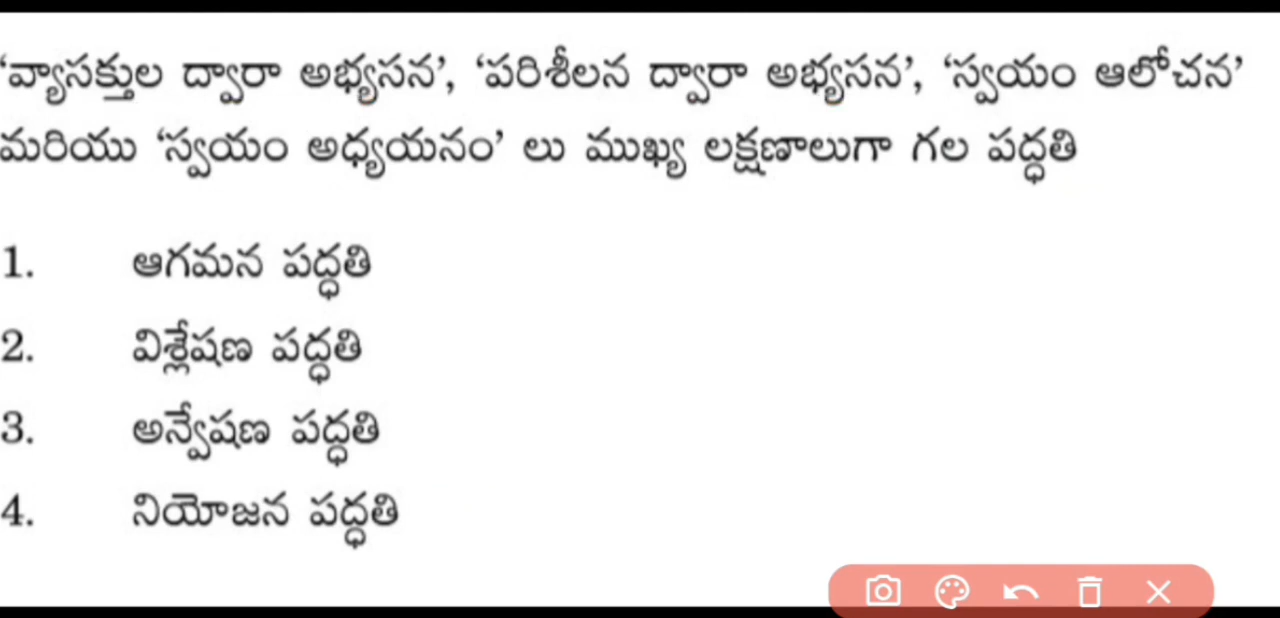 ‘వ్యాసక్తుల ద్వారా అభ్యసన’, ‘పరిశీలన ద్వారా అభ్యసన’, ‘స్వయం ఆలోచన’
మరియు ‘స్వయం అధ్యయనం’ లు ముఖ్య లక్షణాలుగా గల పద్ధతి
1. ఆగమన పద్ధతి
2. విశ్లేషణ పద్ధతి
3. అన్వేషణ పద్ధతి
4. నియోజన పద్ధతి